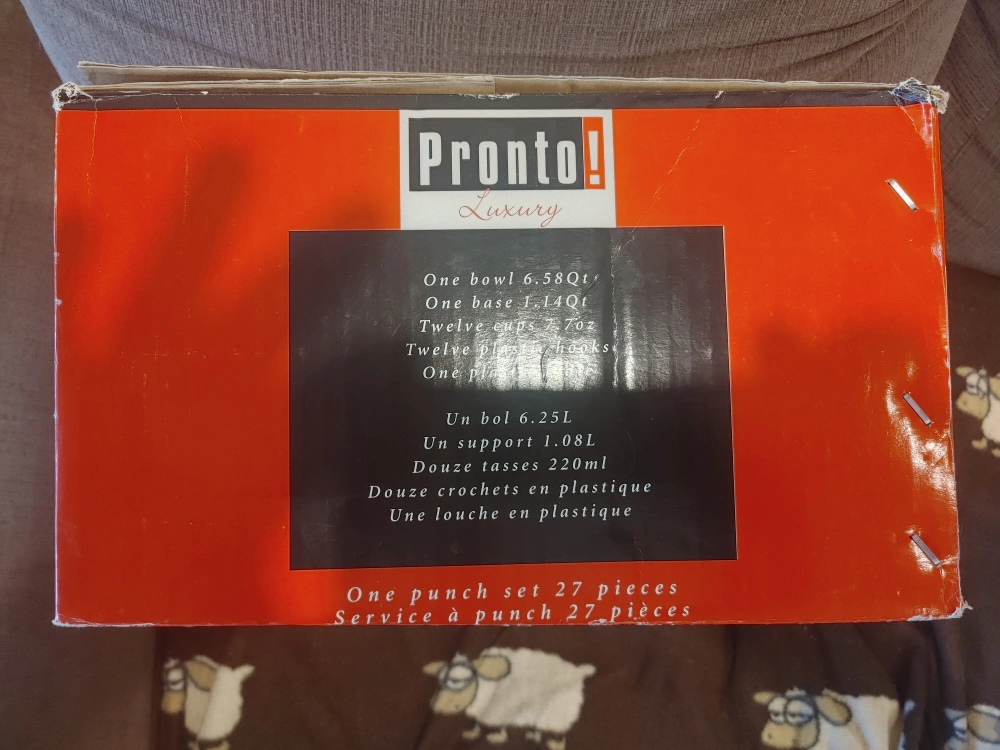 Pronto!
Luxury
One bowl 6.58Qt
One base 1.14Qt
Twelve cups 7.7oz
Twelve plastic hooks
One
Un bol 6.25L
Un support 1.08L
Douze tasses 220ml
Douze crochets en plastique
Une louche en plastique
One punch set 27 pieces
Service à punch 27 pièces